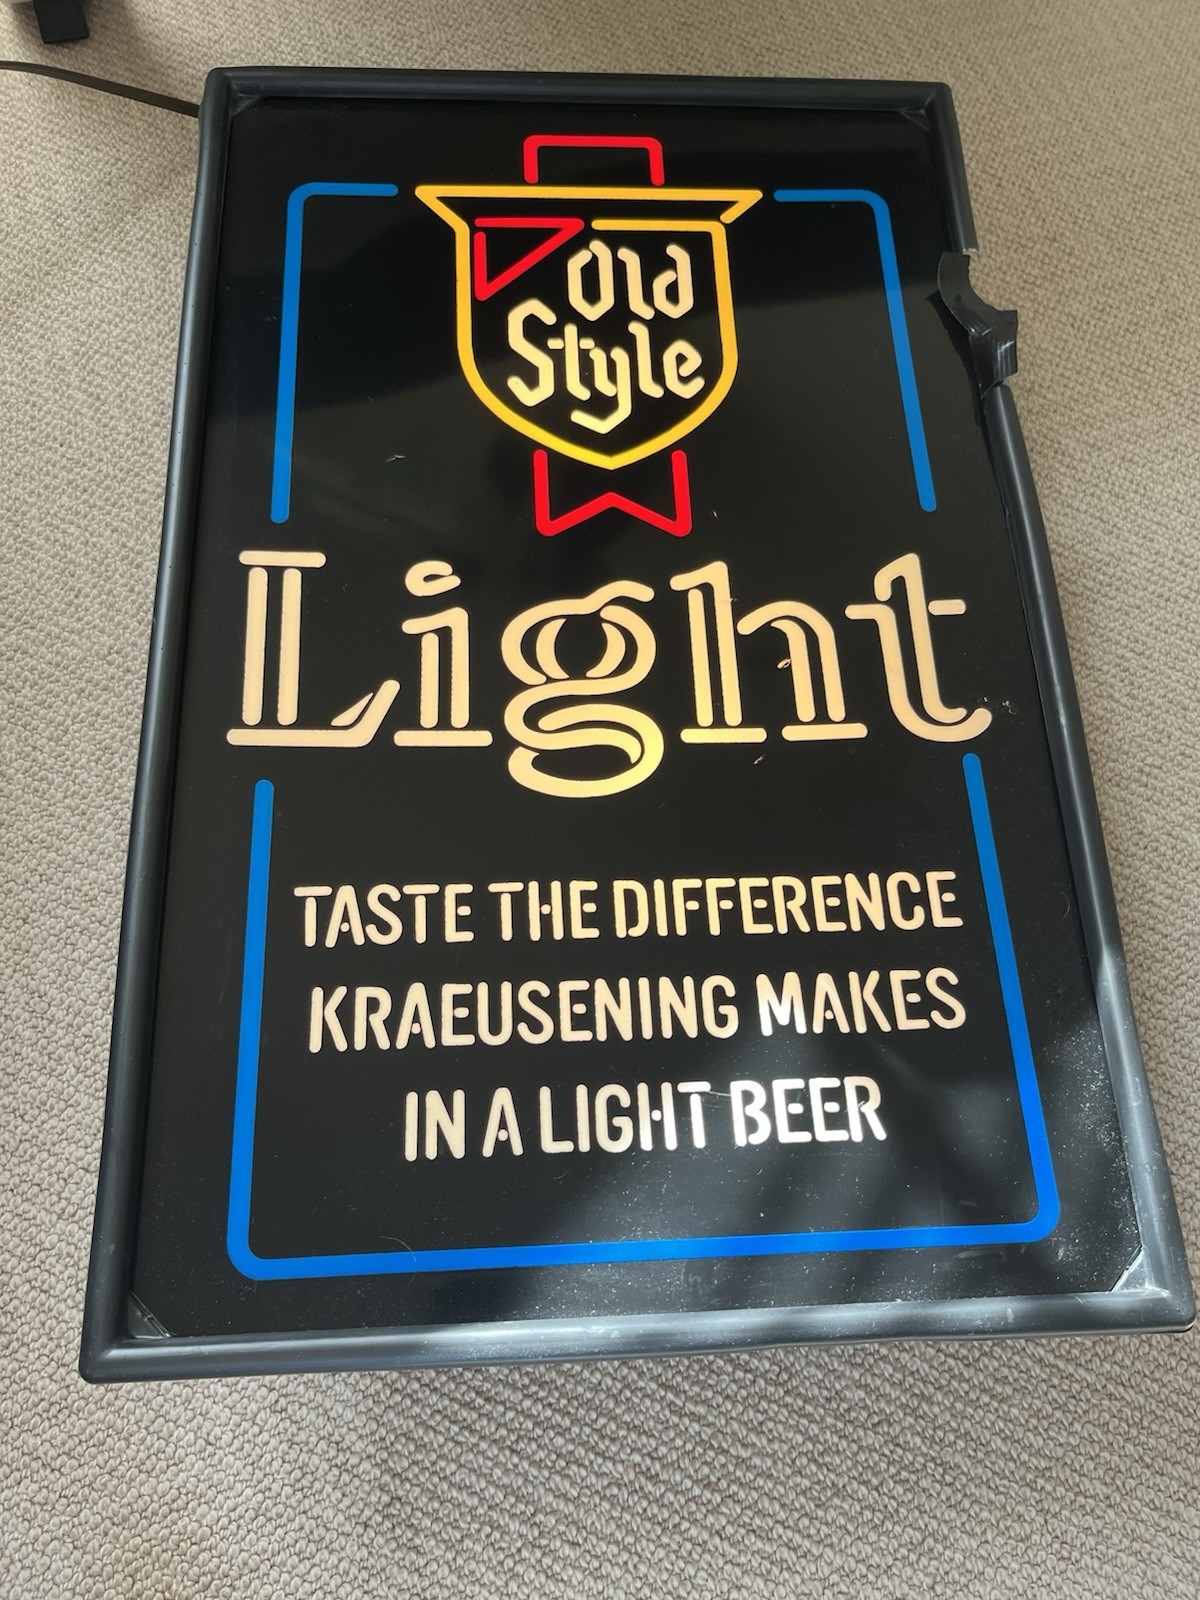 Old
Style
Light
TASTE THE DIFFERENCE
KRAEUSENING MAKES
IN A LIGHT BEER